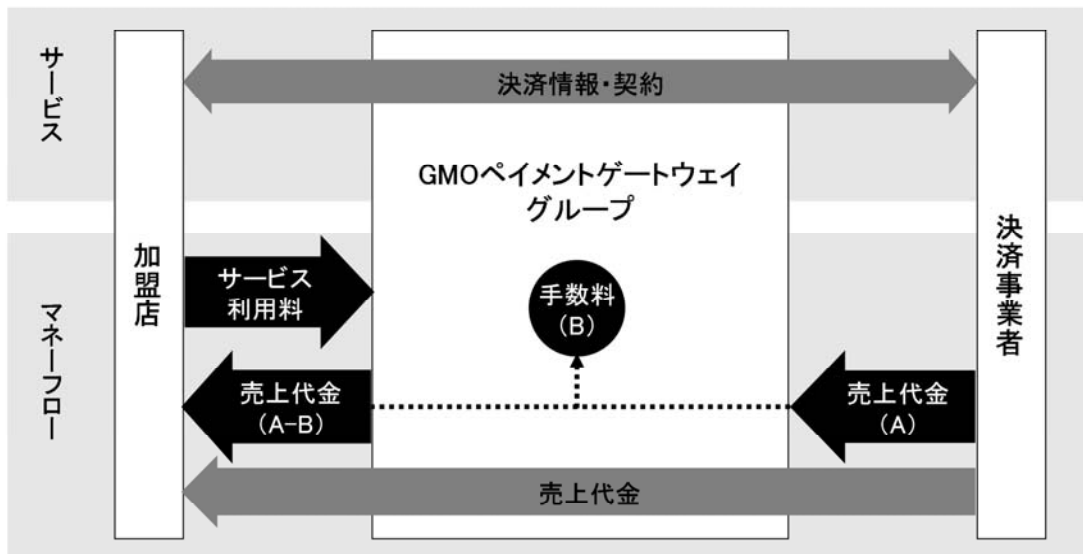 サービス
決済情報・契約
GMOペイメントゲートウェイ
グループ
加盟店
決済事業者
マネーフロー
サービス
利用料
手数料
（B）
売上代金
（A−B）
売上代金
（A）
売上代金